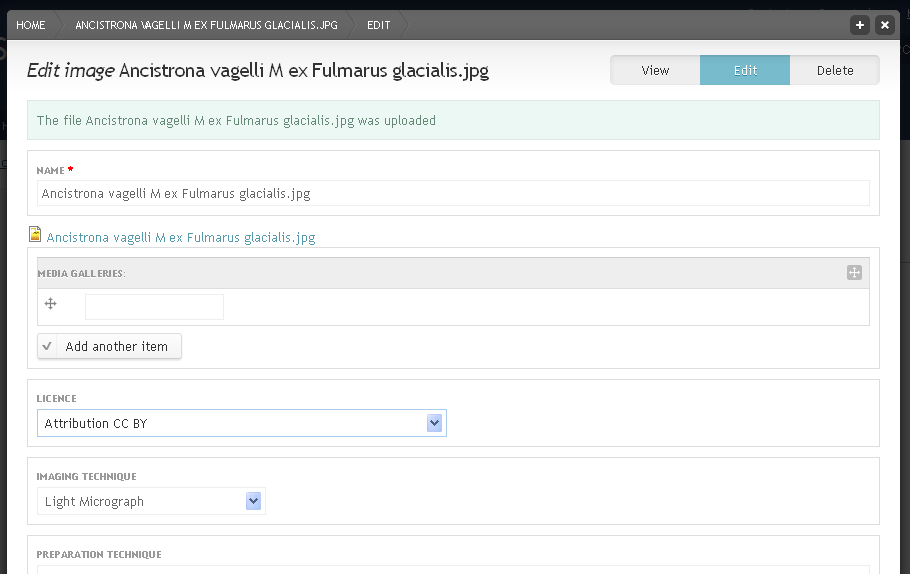 HOME ANCISTRONA VAGELLI M EX FULMARUS GLACIALIS.JPG EDIT
Edit image Ancistrona vagelli M ex Fulmarus glacialis.jpg View Edit Delete
The file Ancistrona vagelli M ex Fulmarus glacialis.jpg was uploaded
NAME *
Ancistrona vagelli M ex Fulmarus glacialis.jpg
Ancistrona vagelli M ex Fulmarus glacialis.jpg
MEDIA GALLERIES:
Add another item
LICENCE
Attribution CC BY
IMAGING TECHNIQUE
Light Micrograph
PREPARATION TECHNIQUE